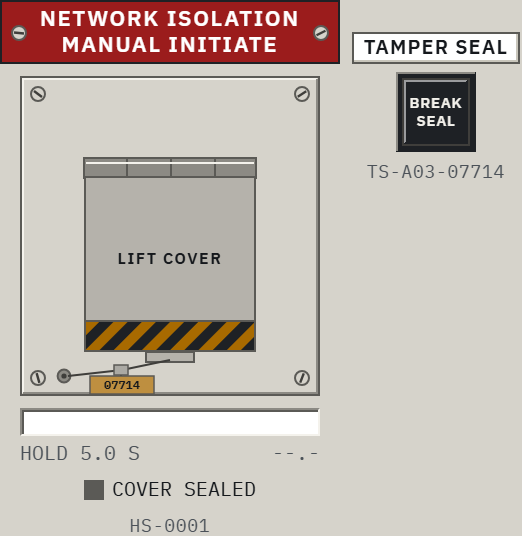 NETWORK ISOLATION
MANUAL INITIATE
TAMPER SEAL
BREAK
SEAL
TS-A03-07714
LIFT COVER
07714
HOLD 5.0 S
--.-
COVER SEALED
HS-0001